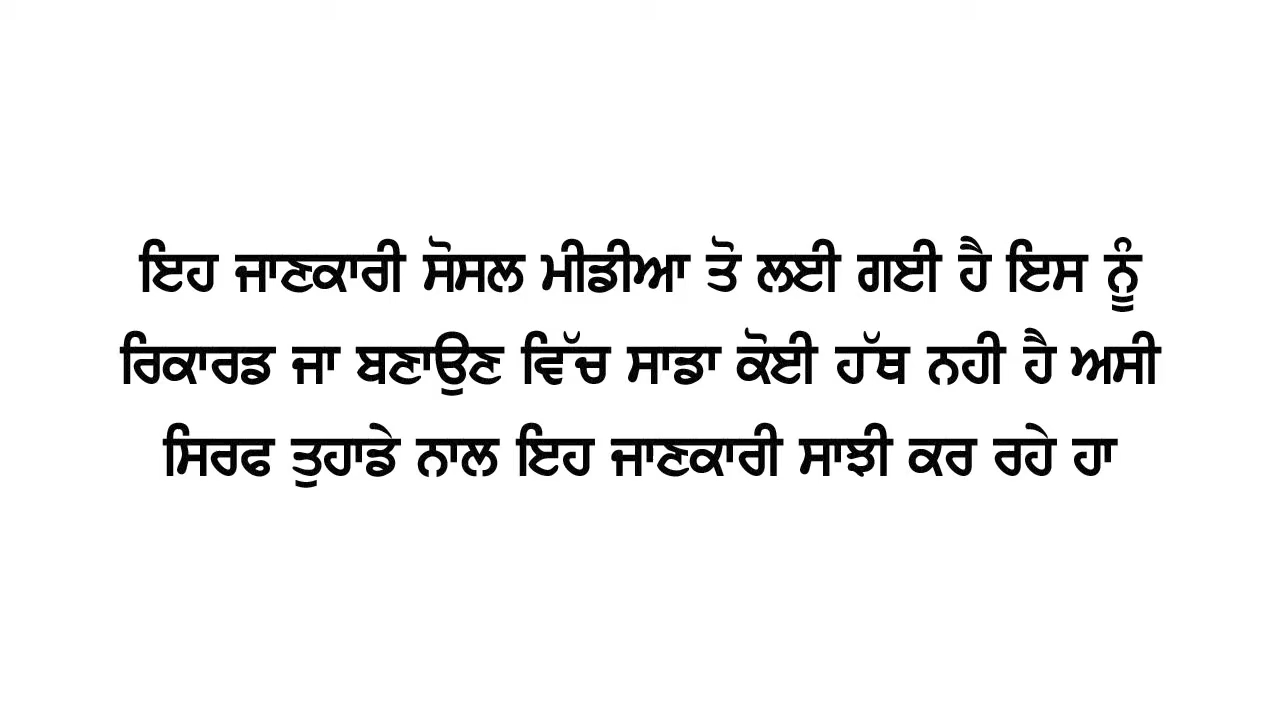 ਇਹ ਜਾਣਕਾਰੀ ਸੋਸਲ ਮੀਡੀਆ ਤੋ ਲਈ ਗਈ ਹੈ ਇਸ ਨੂੰ
ਰਿਕਾਰਡ ਜਾ ਬਣਾਉਣ ਵਿੱਚ ਸਾਡਾ ਕੋਈ ਹੱਥ ਨਹੀ ਹੈ ਅਸੀ
ਸਿਰਫ ਤੁਹਾਡੇ ਨਾਲ ਇਹ ਜਾਣਕਾਰੀ ਸਾਝੀ ਕਰ ਰਹੇ ਹਾ